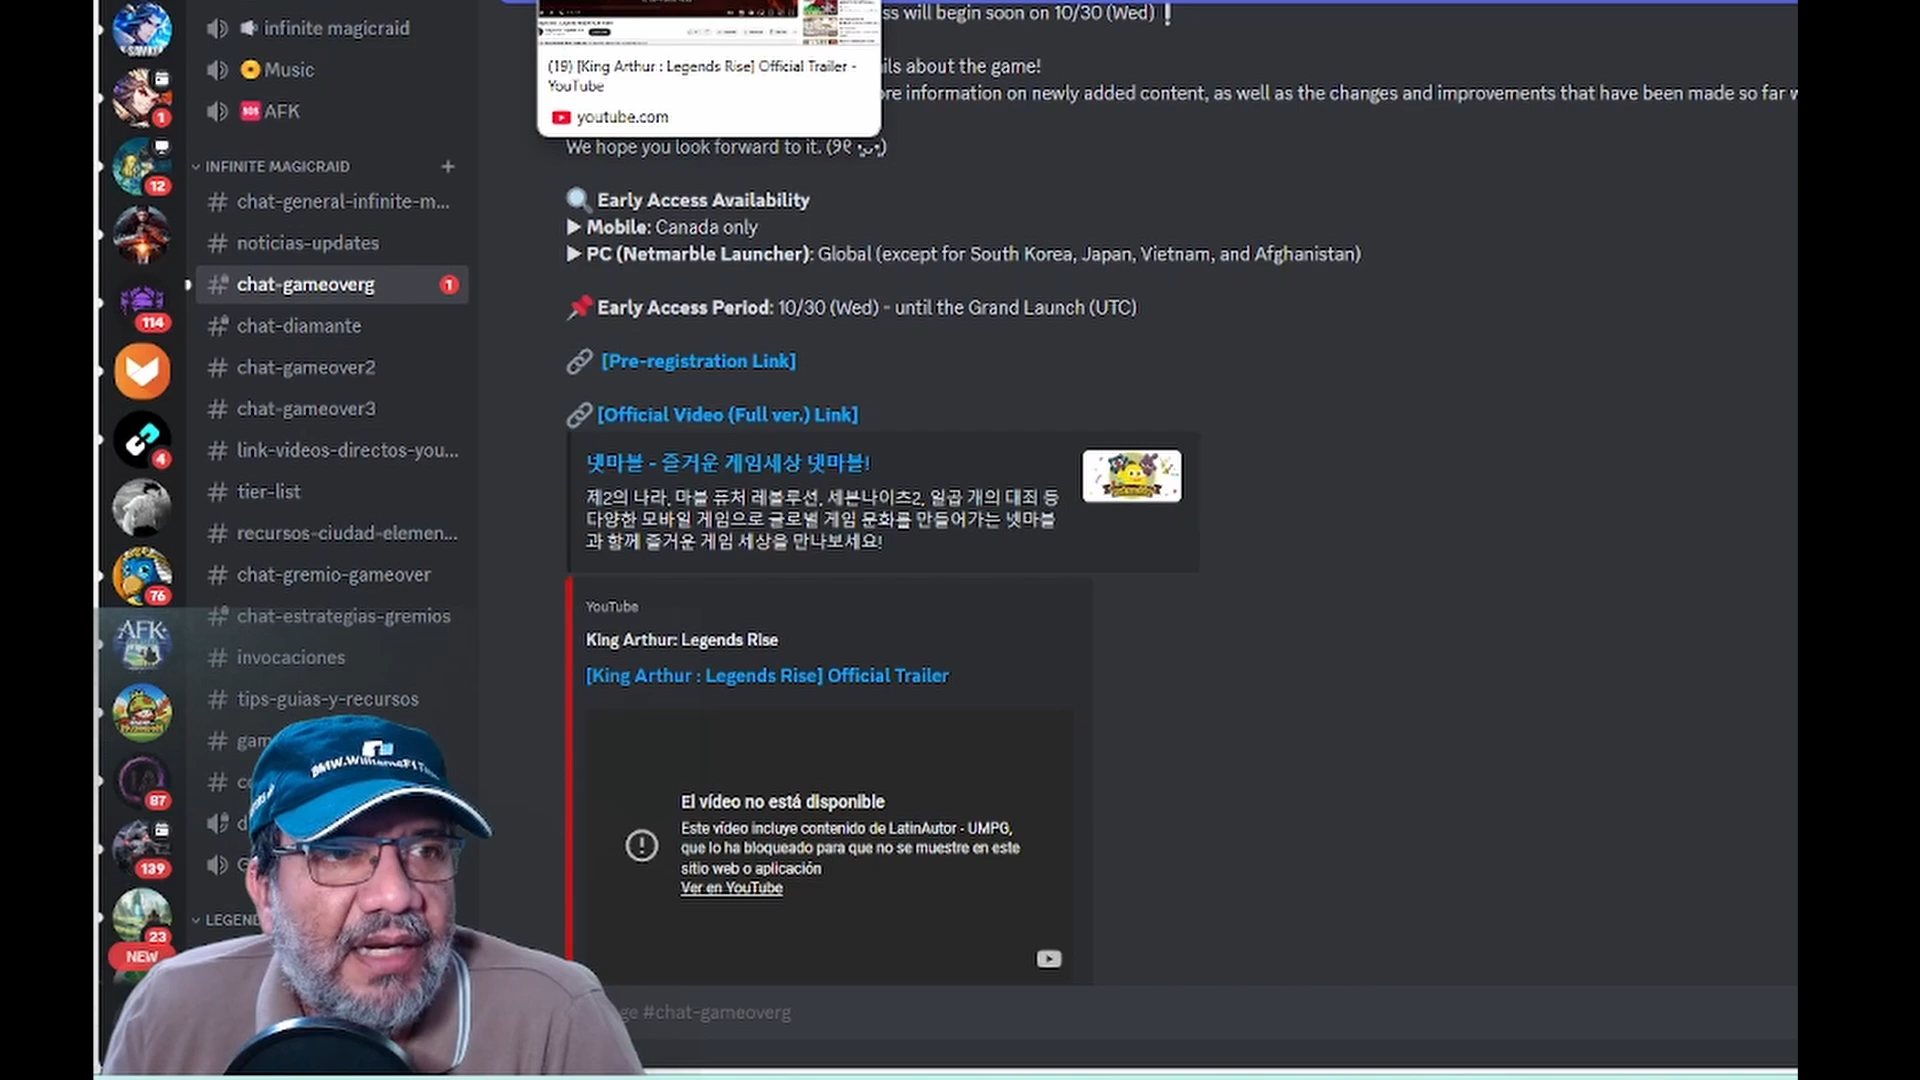 infinite magicraid
Music
AFK
INFINITE MAGICRAID
chat-general-infinite-m...
noticias-updates
chat-gameoverg
1
chat-diamante
chat-gameover2
chat-gameover3
link-videos-directos-you...
tier-list
recursos-ciudad-elemen...
chat-gremio-gameover
chat-estrategias-gremios
invocaciones
tips-guias-y-recursos
gam
LEGEND
1
12
114
4
76
AFK
87
139
23
NEW
BMW.WilliamsF1
(19) [King Arthur : Legends Rise] Official Trailer -
YouTube
youtube.com
ss will begin soon on 10/30 (Wed)❗
ils about the game!
re information on newly added content, as well as the changes and improvements that have been made so far w
We hope you look forward to it.
Early Access Availability
▶ Mobile: Canada only
▶ PC (Netmarble Launcher): Global (except for South Korea, Japan, Vietnam, and Afghanistan)
Early Access Period: 10/30 (Wed) - until the Grand Launch (UTC)
[Pre-registration Link]
[Official Video (Full ver.) Link]
넷마블 - 즐거운 게임세상 넷마블!
제2의 나라, 마블 퓨처 레볼루션, 세븐나이츠2, 일곱 개의 대죄 등
다양한 모바일 게임으로 글로벌 게임 문화를 만들어가는 넷마블
과 함께 즐거운 게임 세상을 만나보세요!
YouTube
King Arthur: Legends Rise
[King Arthur : Legends Rise] Official Trailer
El vídeo no está disponible
Este vídeo incluye contenido de LatinAutor - UMPG,
que lo ha bloqueado para que no se muestre en este
sitio web o aplicación
Ver en YouTube
ge #chat-gameoverg